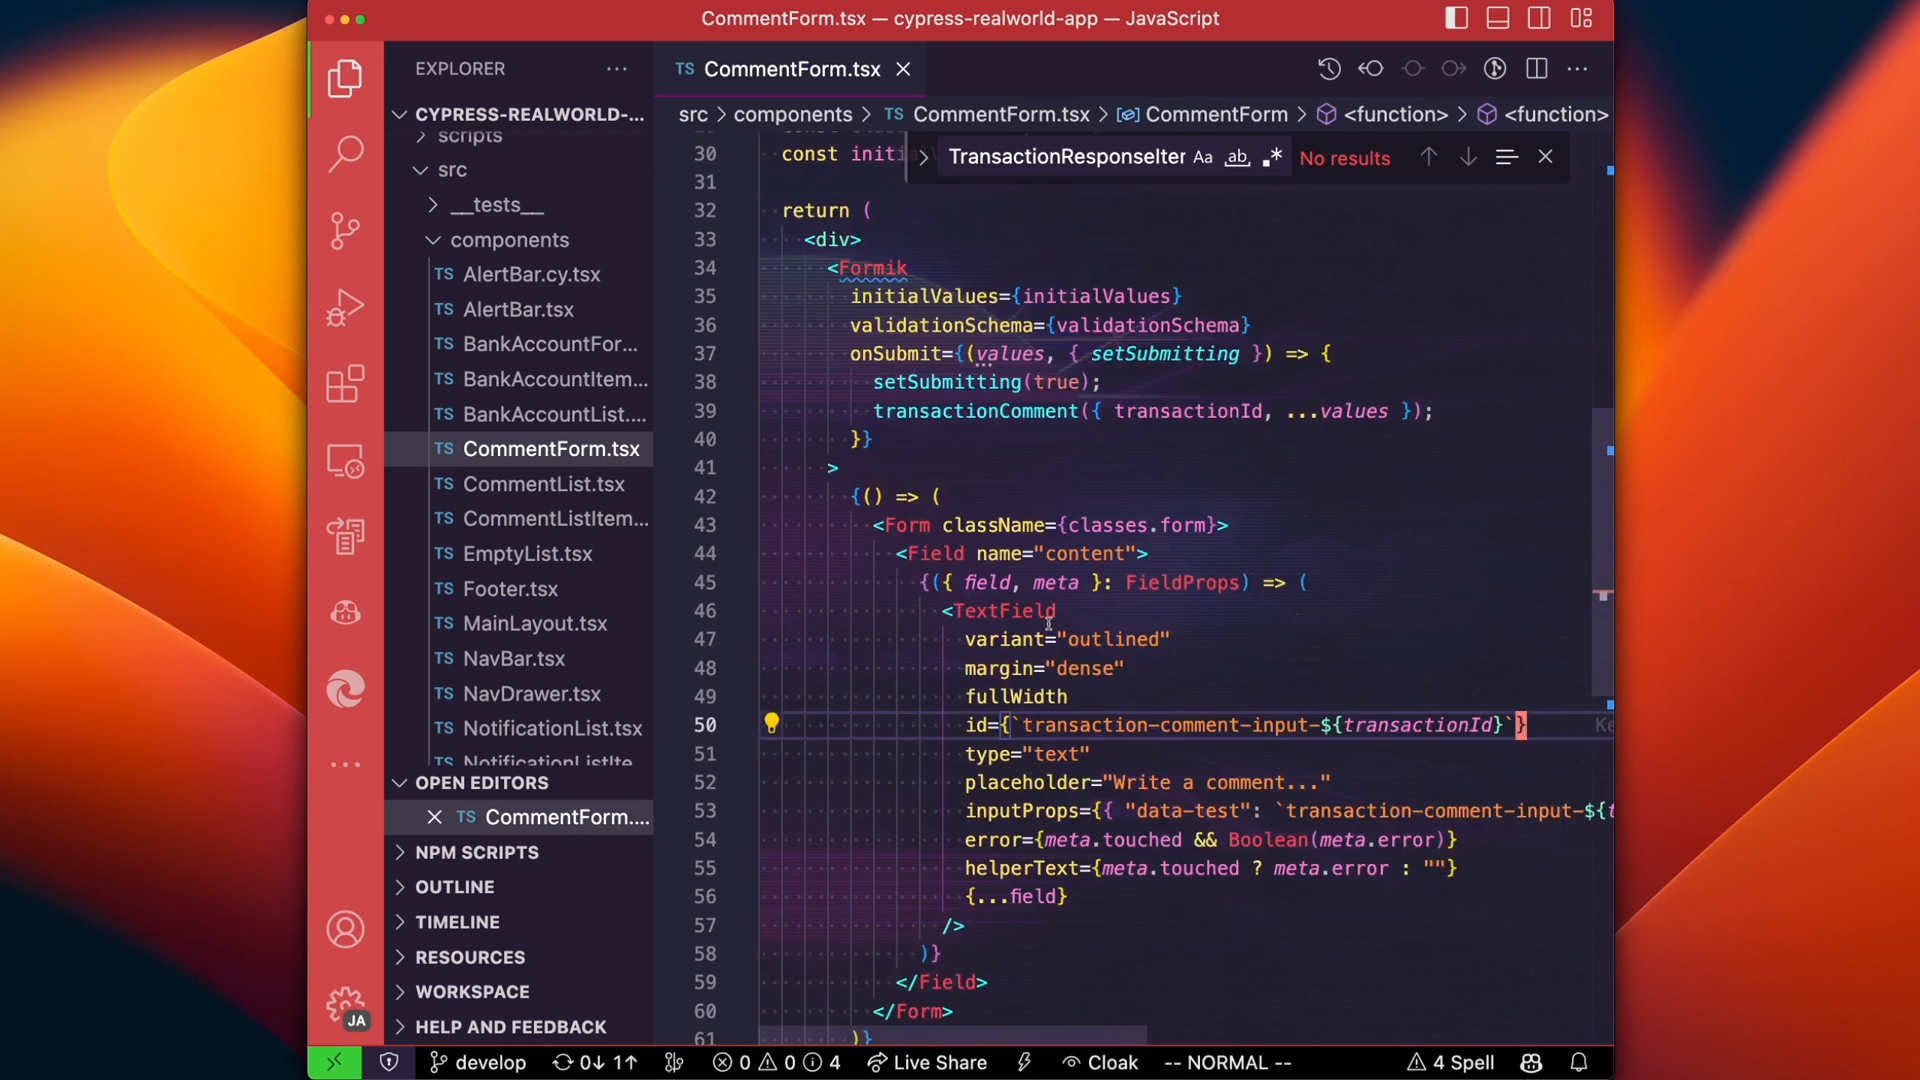 CommentForm.tsx — cypress-realworld-app — JavaScript
EXPLORER
CYPRESS-REALWORLD-...
scripts
src
__tests__
components
TS AlertBar.cy.tsx
TS AlertBar.tsx
TS BankAccountFor...
TS BankAccountItem...
TS BankAccountList....
TS CommentForm.tsx
TS CommentList.tsx
TS CommentListItem...
TS EmptyList.tsx
TS Footer.tsx
TS MainLayout.tsx
TS NavBar.tsx
TS NavDrawer.tsx
TS NotificationList.tsx
TS NotificationListIte...
OPEN EDITORS
TS CommentForm....
NPM SCRIPTS
OUTLINE
TIMELINE
RESOURCES
WORKSPACE
HELP AND FEEDBACK
JA
TS CommentForm.tsx
src > components > TS CommentForm.tsx > CommentForm > <function> > <function>
TransactionResponseIter Aa ab .* No results
30 const initi
31
32 return (
33 <div>
34 <Formik
35 initialValues={initialValues}
36 validationSchema={validationSchema}
37 onSubmit={(values, { setSubmitting }) => {
38 setSubmitting(true);
39 transactionComment({ transactionId, ...values });
40 }}
41 >
42 {() => (
43 <Form className={classes.form}>
44 <Field name="content">
45 {({ field, meta }: FieldProps) => (
46 <TextField
47 variant="outlined"
48 margin="dense"
49 fullWidth
50 id={`transaction-comment-input-${transactionId}`} Ke
51 type="text"
52 placeholder="Write a comment..."
53 inputProps={{ "data-test": `transaction-comment-input-${t
54 error={meta.touched && Boolean(meta.error)}
55 helperText={meta.touched ? meta.error : ""}
56 {...field}
57 />
58 )}
59 </Field>
60 </Form>
61 )}
develop 0↓ 1↑ 0 0 4 Live Share Cloak -- NORMAL -- 4 Spell